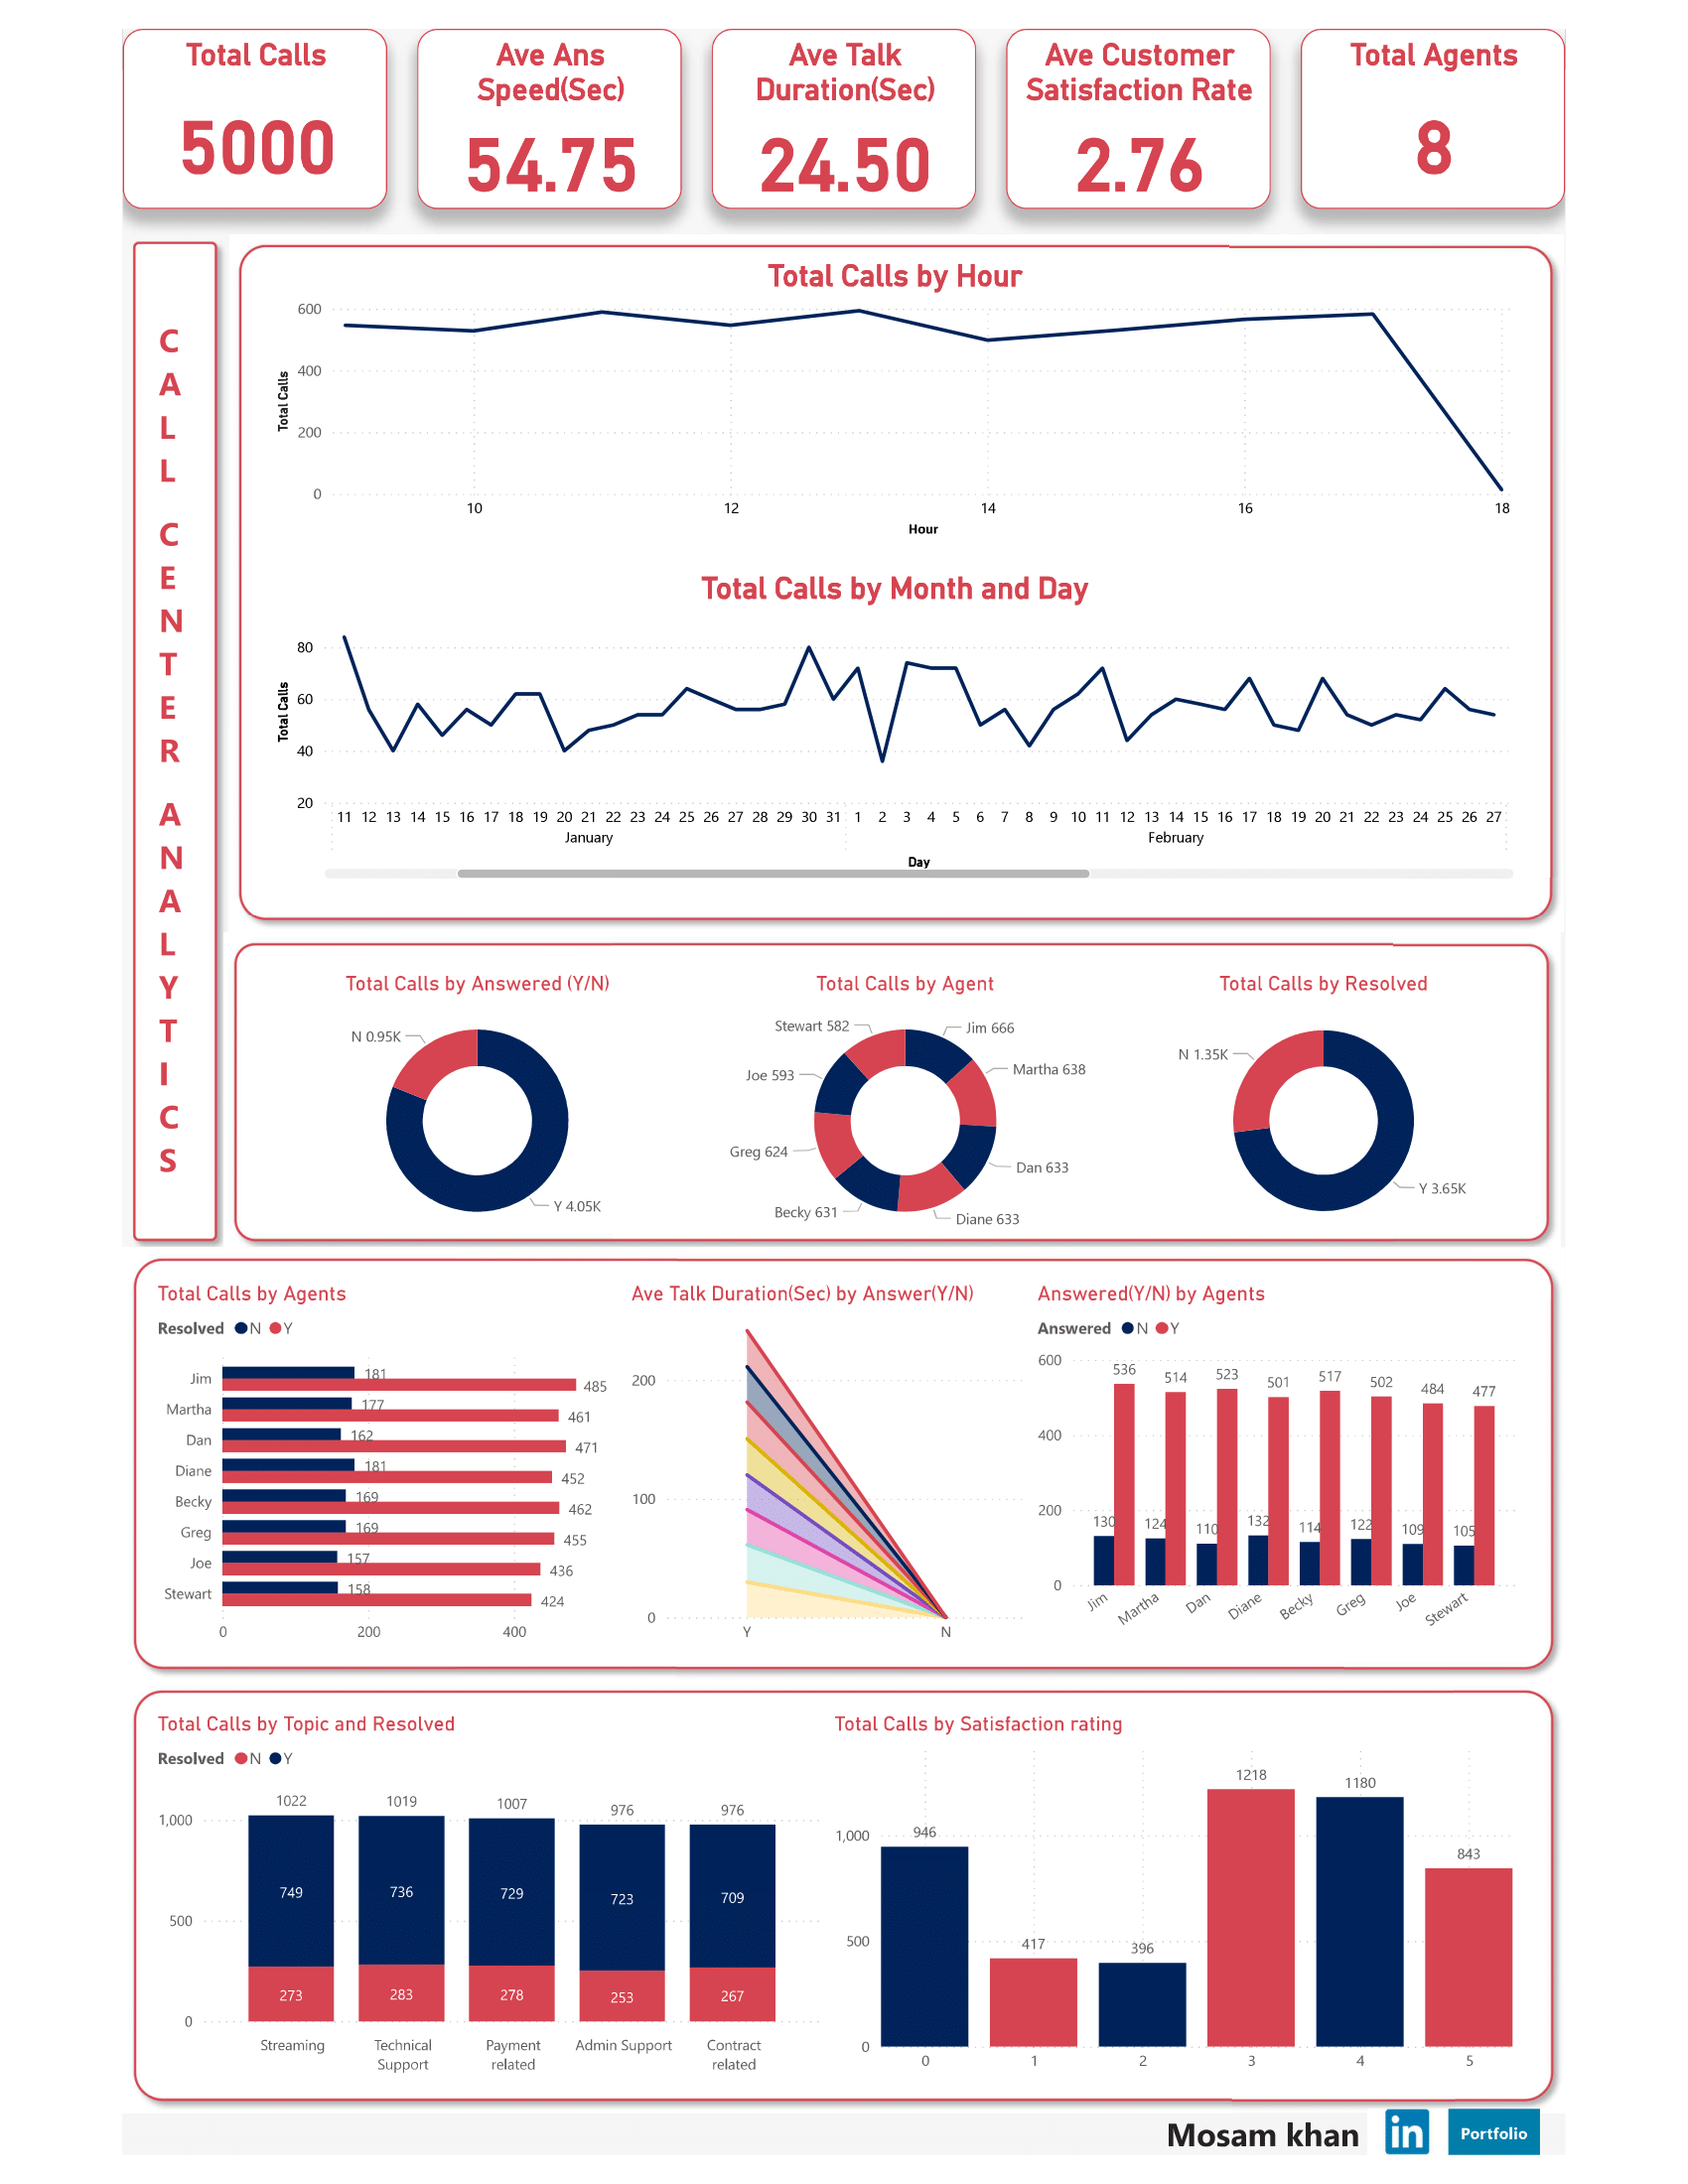 Total Calls
5000
Ave Ans
Speed(Sec)
54.75
Ave Talk
Duration(Sec)
24.50
Ave Customer
Satisfaction Rate
2.76
Total Agents
8
CALL CENTER ANALYTICS
Total Calls by Hour
Total Calls
600
400
200
0
10 12 14 16 18
Hour
Total Calls by Month and Day
Total Calls
80
60
40
20
11 12 13 14 15 16 17 18 19 20 21 22 23 24 25 26 27 28 29 30 31 1 2 3 4 5 6 7 8 9 10 11 12 13 14 15 16 17 18 19 20 21 22 23 24 25 26 27
January February
Day
Total Calls by Answered (Y/N)
N 0.95K
Y 4.05K
Total Calls by Agent
Stewart 582
Jim 666
Joe 593
Martha 638
Greg 624
Dan 633
Becky 631
Diane 633
Total Calls by Resolved
N 1.35K
Y 3.65K
Total Calls by Agents
Resolved N Y
Jim 181 485
Martha 177 461
Dan 162 471
Diane 181 452
Becky 169 462
Greg 169 455
Joe 157 436
Stewart 158 424
0 200 400
Ave Talk Duration(Sec) by Answer(Y/N)
200
100
0
Y N
Answered(Y/N) by Agents
Answered N Y
600
400
200
0
536 514 523 501 517 502 484 477
130 124 110 132 114 122 109 105
Jim Martha Dan Diane Becky Greg Joe Stewart
Total Calls by Topic and Resolved
Resolved N Y
1,000
500
0
1022 1019 1007 976 976
749 736 729 723 709
273 283 278 253 267
Streaming
Technical
Support
Payment
related
Admin Support
Contract
related
Total Calls by Satisfaction rating
1,000
500
0
946 417 396 1218 1180 843
0 1 2 3 4 5
Mosam khan
in
Portfolio